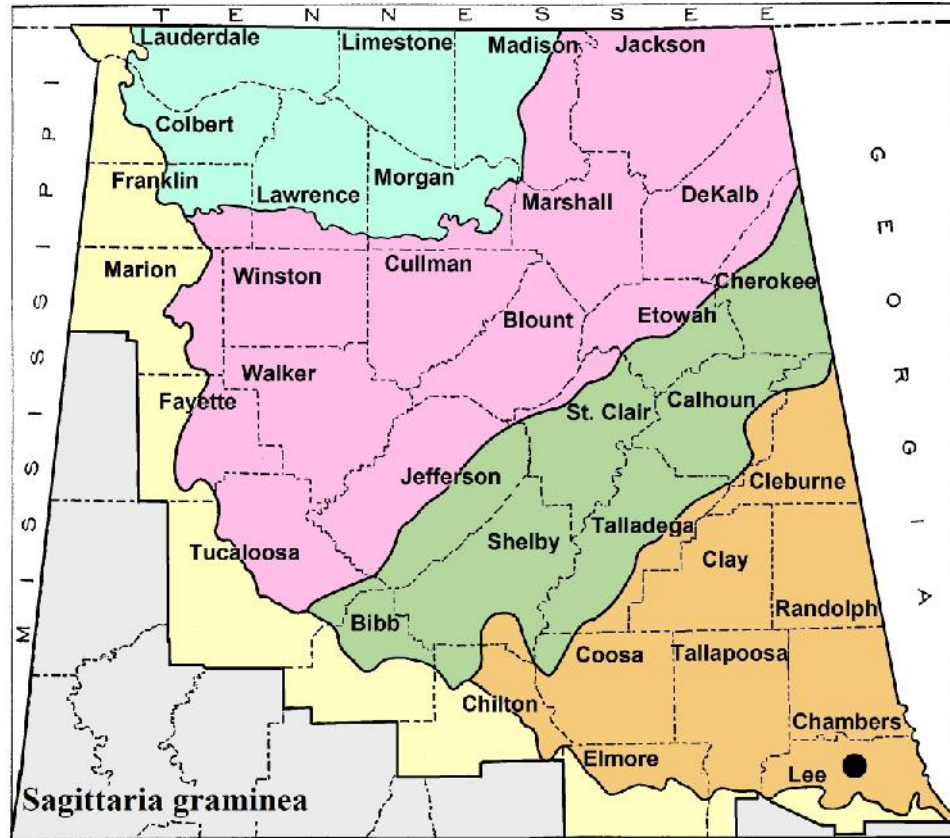 T E N N E S S E E
Lauderdale
Limestone
Madison
Jackson
Colbert
Franklin
Lawrence
Morgan
Marshall
DeKalb
Marion
Winston
Cullman
Cherokee
Blount
Etowah
Walker
Fayette
St. Clair
Calhoun
Jefferson
Cleburne
Tucaloosa
Shelby
Talladega
Clay
Randolph
Bibb
Coosa
Tallapoosa
Chilton
Chambers
Elmore
Lee
M I S S I S S I P P I
G E O R G I A
Sagittaria graminea